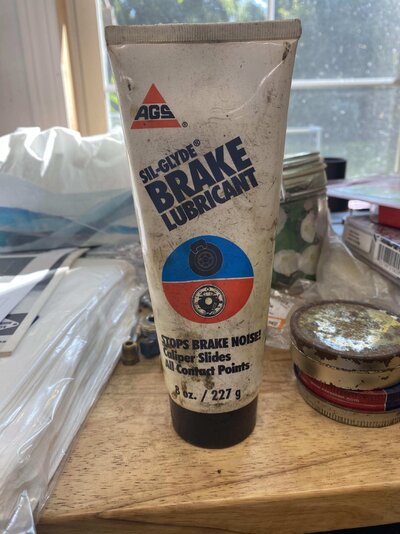 AGS®
SIL-GLYDE®
BRAKE
LUBRICANT
STOPS BRAKE NOISE!
Caliper Slides
All Contact Points
8 oz. / 227 g